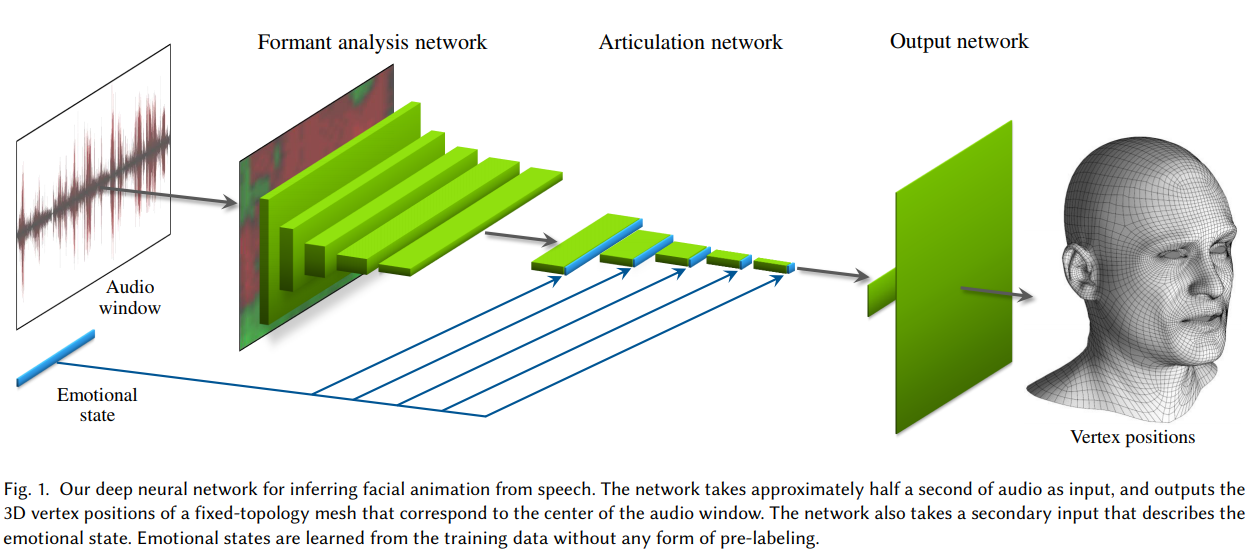 Formant analysis network
Articulation network
Output network
Audio
window
Emotional
state
Vertex positions
Fig. 1. Our deep neural network for inferring facial animation from speech. The network takes approximately half a second of audio as input, and outputs the
3D vertex positions of a fixed-topology mesh that correspond to the center of the audio window. The network also takes a secondary input that describes the
emotional state. Emotional states are learned from the training data without any form of pre-labeling.